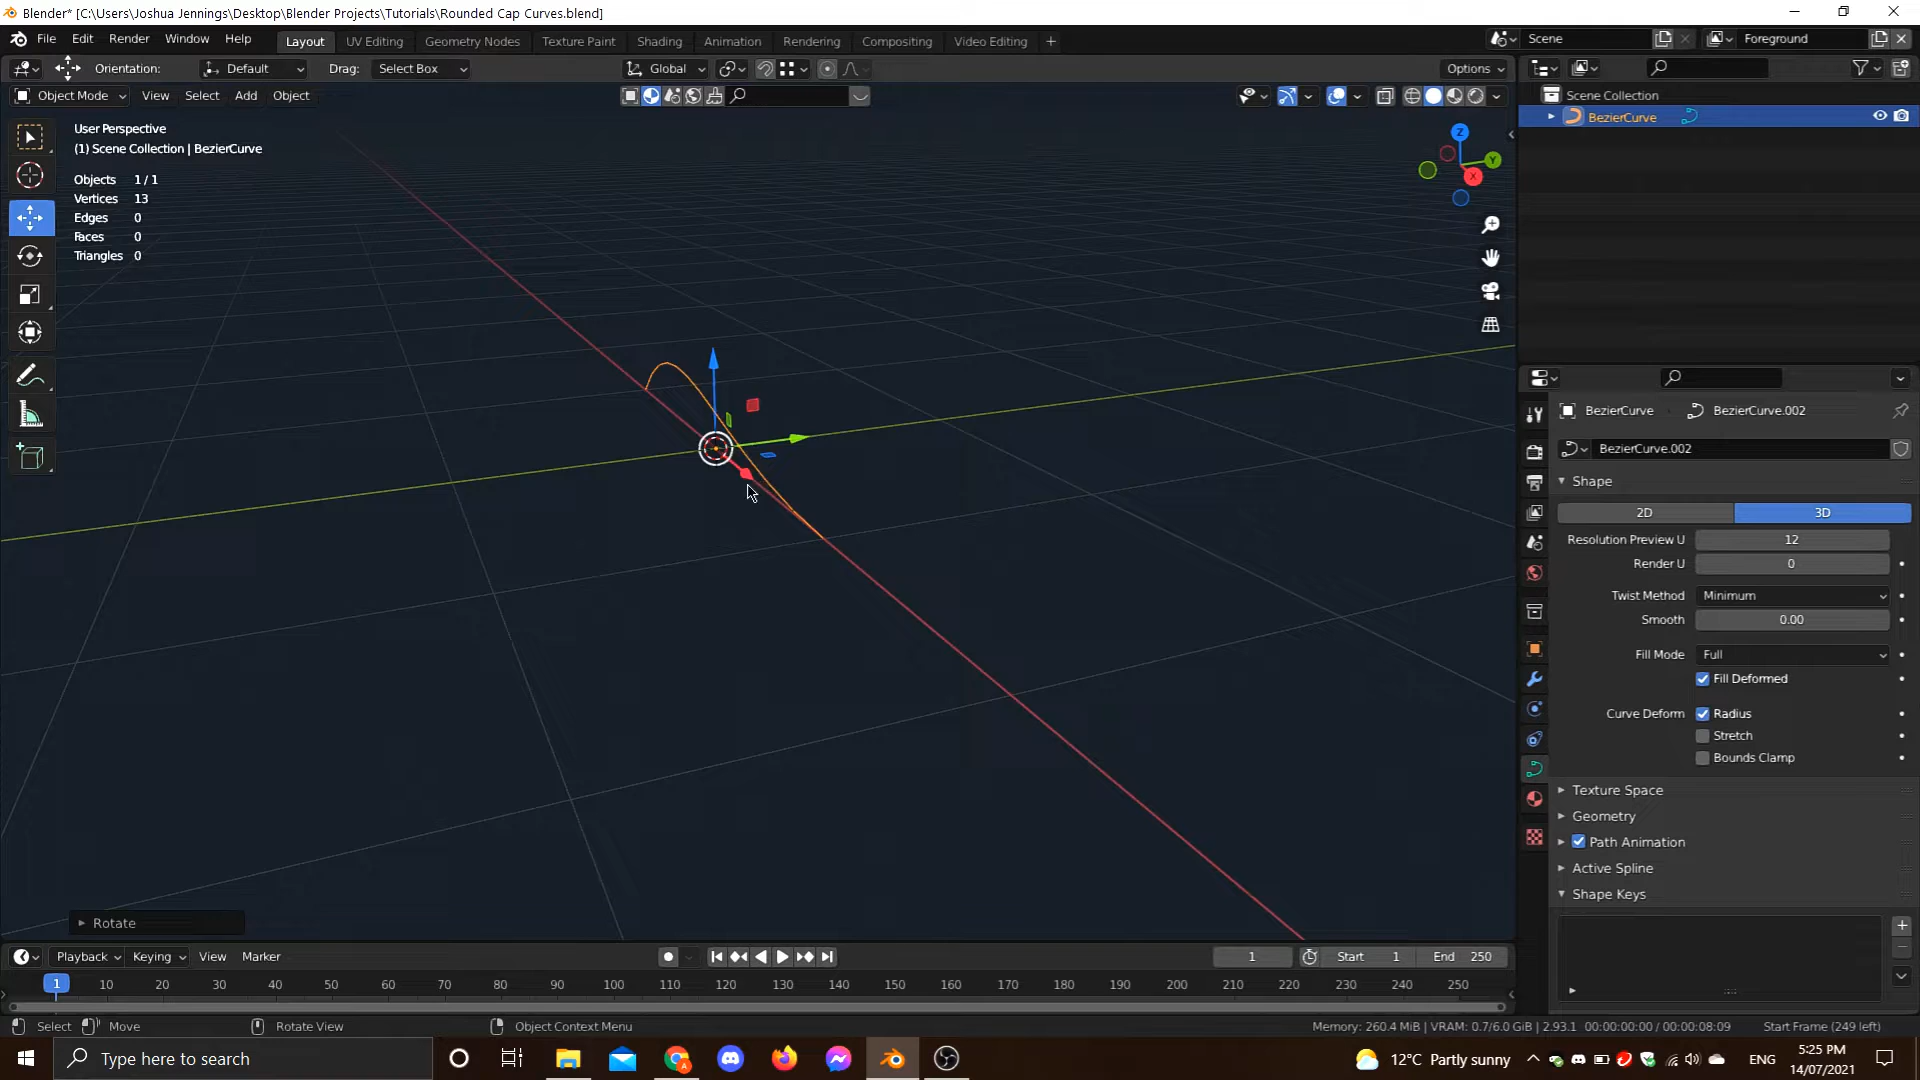 Blender* [C:\Users\Joshua Jennings\Desktop\Blender Projects\Tutorials\Rounded Cap Curves.blend]
File Edit Render Window Help Layout UV Editing Geometry Nodes Texture Paint Shading Animation Rendering Compositing Video Editing + Scene Foreground
Orientation: Default Drag: Select Box Global Options
Object Mode View Select Add Object
Scene Collection
BezierCurve
User Perspective
(1) Scene Collection | BezierCurve
Objects 1 / 1
Vertices 13
Edges 0
Faces 0
Triangles 0
Z
Y
X
BezierCurve BezierCurve.002
BezierCurve.002
Shape
2D 3D
Resolution Preview U 12
Render U 0
Twist Method Minimum
Smooth 0.00
Fill Mode Full
Fill Deformed
Curve Deform Radius
Stretch
Bounds Clamp
Texture Space
Geometry
Path Animation
Active Spline
Shape Keys
Rotate
Playback Keying View Marker 1 Start 1 End 250
1 10 20 30 40 50 60 70 80 90 100 110 120 130 140 150 160 170 180 190 200 210 220 230 240 250
Select Move Rotate View Object Context Menu Memory: 260.4 MiB | VRAM: 0.7/6.0 GiB | 2.93.1 00:00:00:00 / 00:00:08:09 Start Frame (249 left)
Type here to search 12°C Partly sunny ENG 5:25 PM
14/07/2021